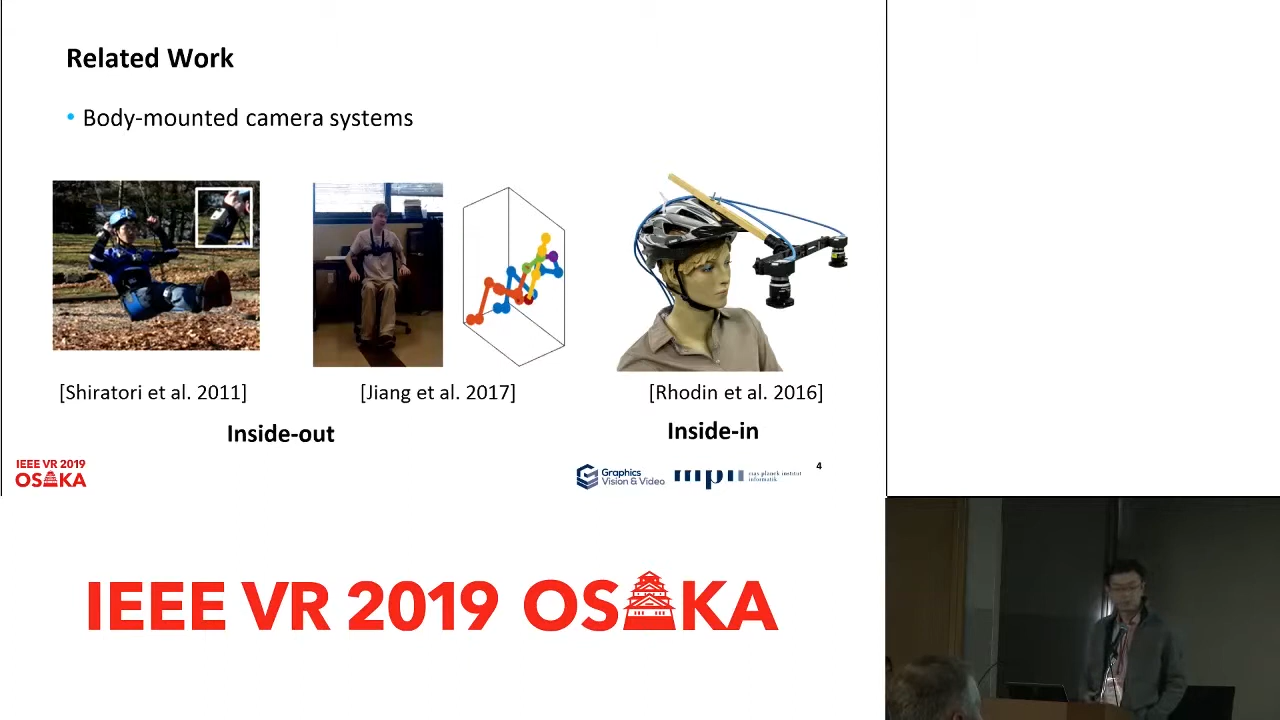 Related Work
• Body-mounted camera systems
[Shiratori et al. 2011]
[Jiang et al. 2017]
[Rhodin et al. 2016]
Inside-out
Inside-in
IEEE VR 2019
OSAKA
Graphics
Vision & Video
mpii
max planck institut
informatik
4
IEEE VR 2019 OSAKA